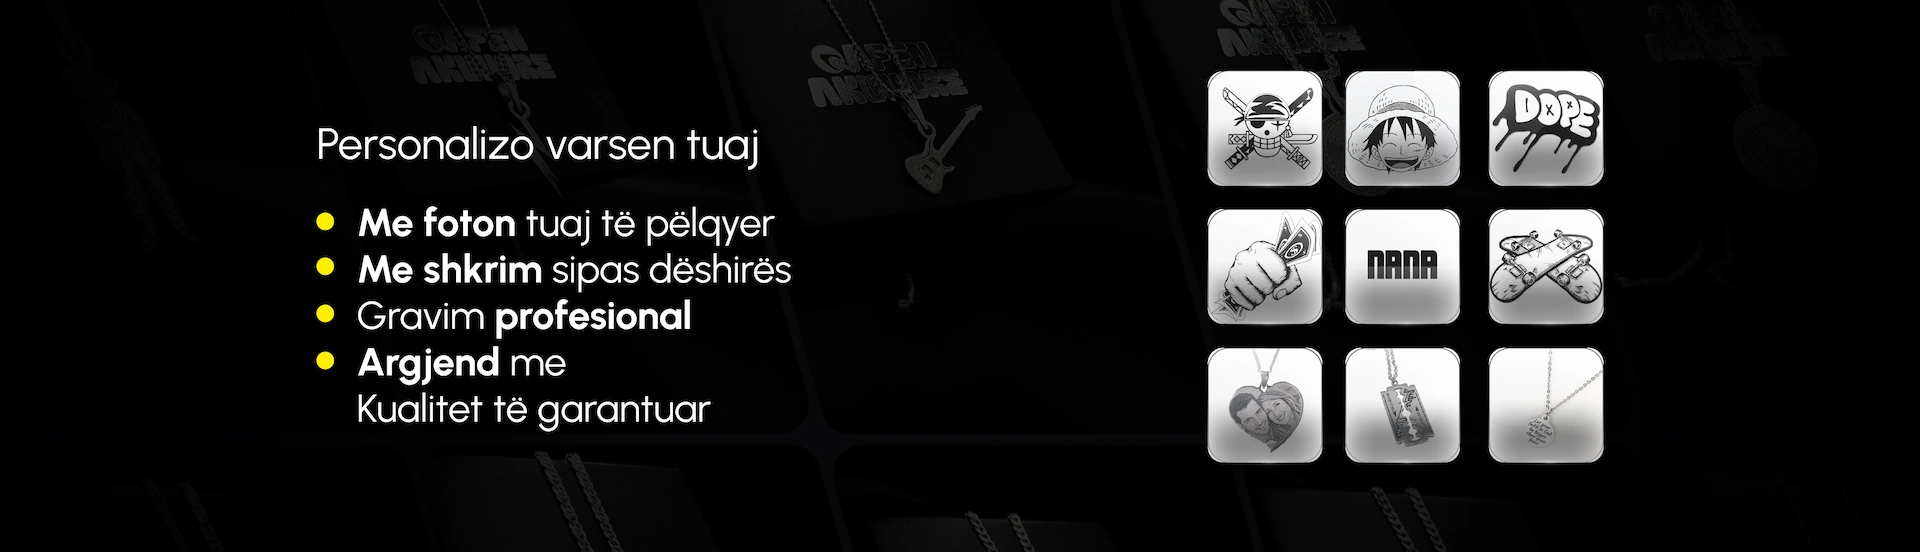 Personalizo varsen tuaj
Me foton tuaj të pëlqyer
Me shkrim sipas dëshirës
Gravim profesional
Argjend me
Kualitet të garantuar
DOPE
NANA